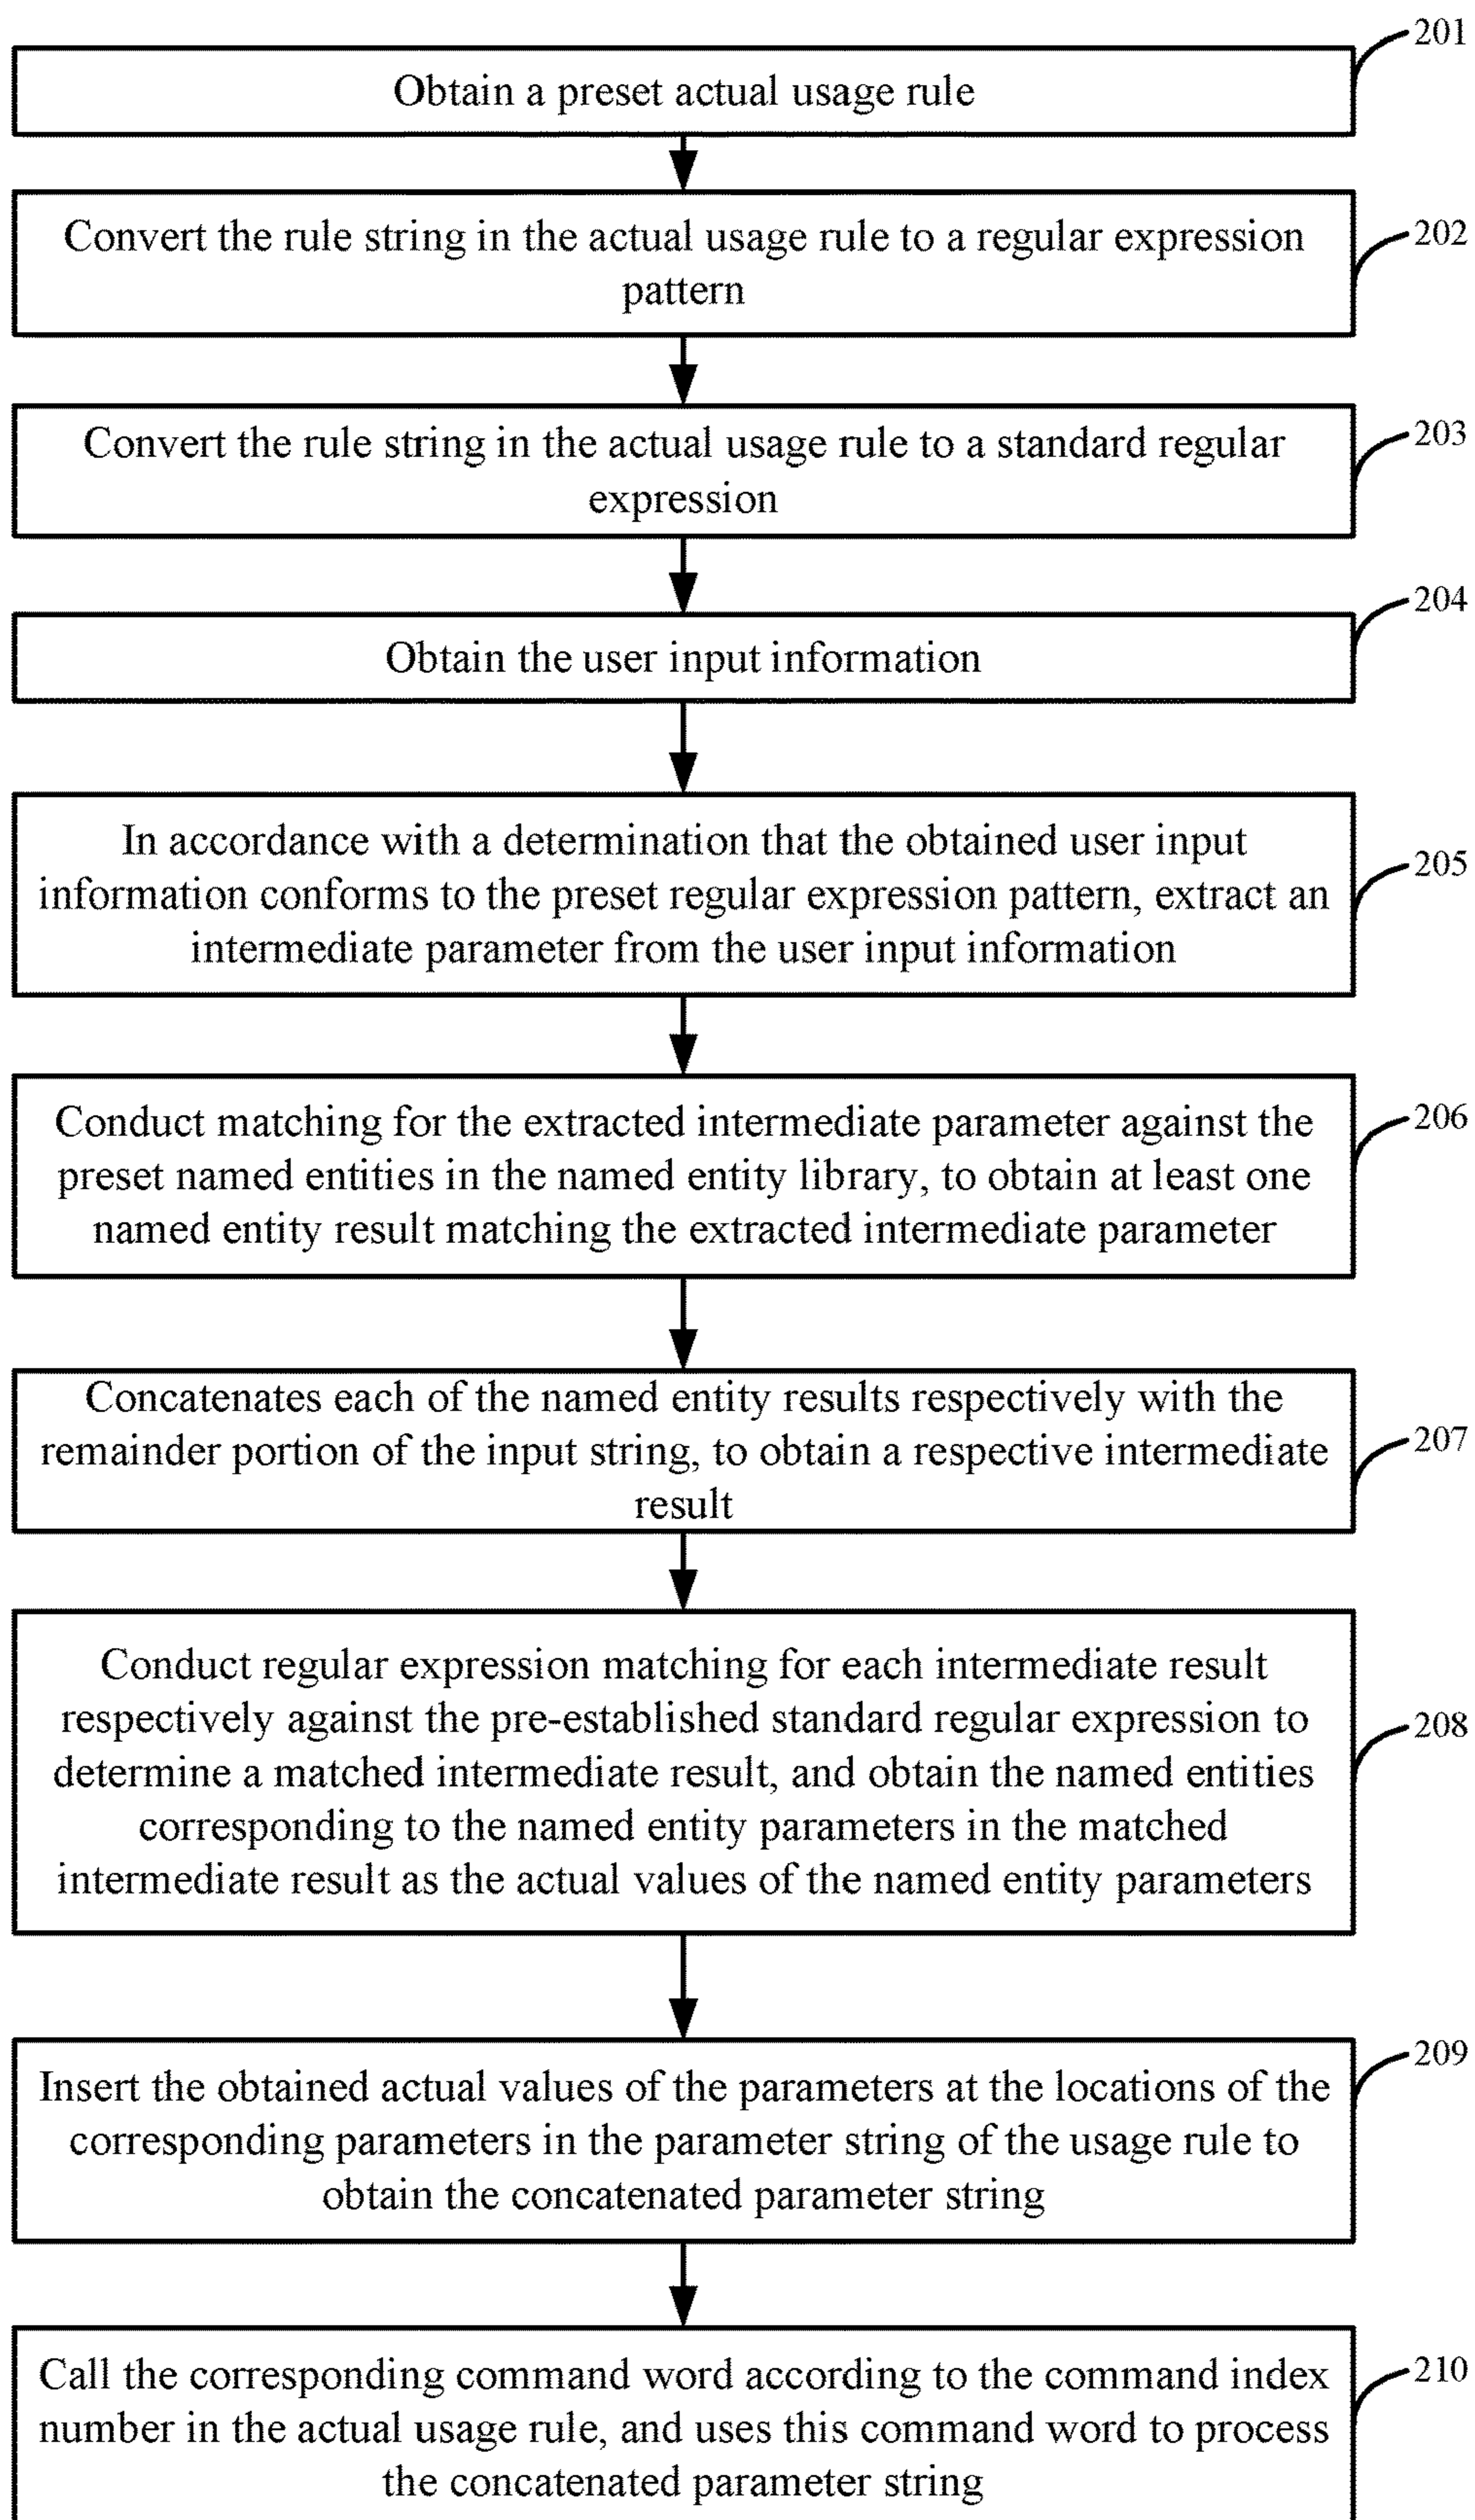 201
Obtain a preset actual usage rule
Convert the rule string in the actual usage rule to a regular expression
pattern
202
Convert the rule string in the actual usage rule to a standard regular
expression
203
204
Obtain the user input information
In accordance with a determination that the obtained user input
information conforms to the preset regular expression pattern, extract an
intermediate parameter from the user input information
205
Conduct matching for the extracted intermediate parameter against the
preset named entities in the named entity library, to obtain at least one
named entity result matching the extracted intermediate parameter
206
Concatenates each of the named entity results respectively with the
remainder portion of the input string, to obtain a respective intermediate
result
207
Conduct regular expression matching for each intermediate result
respectively against the pre-established standard regular expression to
determine a matched intermediate result, and obtain the named entities
corresponding to the named entity parameters in the matched
intermediate result as the actual values of the named entity parameters
208
Insert the obtained actual values of the parameters at the locations of the
corresponding parameters in the parameter string of the usage rule to
obtain the concatenated parameter string
209
Call the corresponding command word according to the command index
number in the actual usage rule, and uses this command word to process
the concatenated parameter string
210